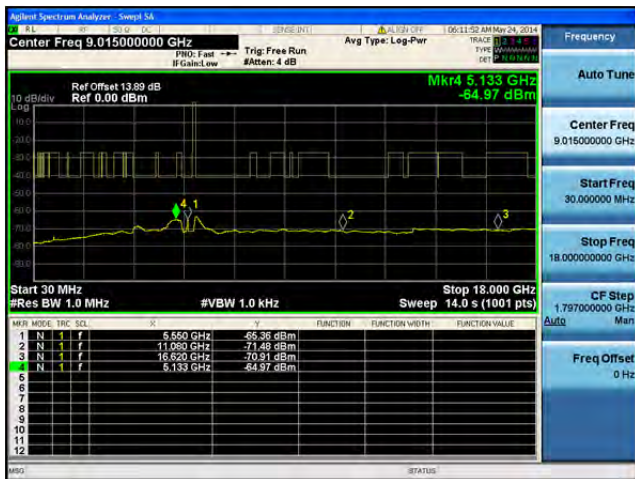 Agilent Spectrum Analyzer - Swept SA
RL RF 50 Ω DC SENSE:INT ALIGN OFF 06:11:52 AM May 24, 2014
Center Freq 9.015000000 GHz
PNO: Fast
IFGain:Low
Trig: Free Run
#Atten: 4 dB
Avg Type: Log-Pwr
TRACE 1 2 3 4 5 6
TYPE
DET P N N N N N
Ref Offset 13.89 dB
10 dB/div Ref 0.00 dBm
Log
Mkr4 5.133 GHz
-64.97 dBm
4 1
2
3
Start 30 MHz Stop 18.000 GHz
#Res BW 1.0 MHz #VBW 1.0 kHz Sweep 14.0 s (1001 pts)
MKR MODE TRC SCL X Y FUNCTION FUNCTION WIDTH FUNCTION VALUE
1 N 1 f 5.550 GHz -65.36 dBm
2 N 1 f 11.060 GHz -71.48 dBm
3 N 1 f 16.620 GHz -70.91 dBm
4 N 1 f 5.133 GHz -64.97 dBm
5
6
7
8
9
10
11
12
MSG STATUS
Frequency
Auto Tune
Center Freq
9.015000000 GHz
Start Freq
30.000000 MHz
Stop Freq
18.000000000 GHz
CF Step
1.797000000 GHz
Auto Man
Freq Offset
0 Hz